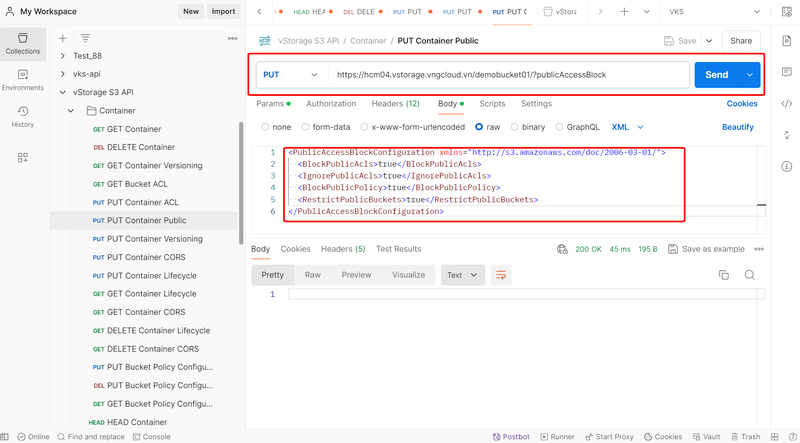 My Workspace
New
Import
HEA
DELE
PUT
PUT
PUT C
vStora
VKS
Collections
Environments
History
Test_88
vks-api
vStorage S3 API
Container
GET GET Container
DEL DELETE Container
GET GET Container Versioning
GET GET Bucket ACL
PUT PUT Container ACL
PUT PUT Container Public
PUT PUT Container Versioning
PUT PUT Container CORS
PUT PUT Container Lifecycle
GET GET Container Lifecycle
GET GET Container CORS
GET DELETE Container Lifecycle
GET DELETE Container CORS
PUT PUT Bucket Policy Configu...
DEL PUT Bucket Policy Configu...
GET GET Bucket Policy Configu...
HEAD HEAD Container
HTTP vStorage S3 API / Container / PUT Container Public
Save
Share
PUT
https://hcm04.vstorage.vngcloud.vn/demobucket01/?publicAccessBlock
Send
Params Authorization Headers (12) Body Scripts Settings Cookies
none form-data x-www-form-urlencoded raw binary GraphQL XML Beautify
1 <PublicAccessBlockConfiguration xmlns="http://s3.amazonaws.com/doc/2006-03-01/">
2 <BlockPublicAcls>true</BlockPublicAcls>
3 <IgnorePublicAcls>true</IgnorePublicAcls>
4 <BlockPublicPolicy>true</BlockPublicPolicy>
5 <RestrictPublicBuckets>true</RestrictPublicBuckets>
6 </PublicAccessBlockConfiguration>
Body Cookies Headers (5) Test Results
200 OK 45 ms 195 B Save as example
Pretty Raw Preview Visualize Text
1
Online Find and replace Console
Postbot Runner Start Proxy Cookies Vault Trash